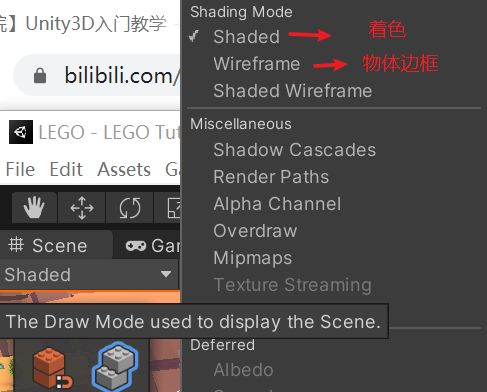 】Unity3D入门教学
bilibili.com/
LEGO - LEGO Tut
File Edit Assets Ga
Scene Gam
Shaded
The Draw Mode used to display the Scene.
Shading Mode
Shaded 着色
Wireframe 物体边框
Shaded Wireframe
Miscellaneous
Shadow Cascades
Render Paths
Alpha Channel
Overdraw
Mipmaps
Texture Streaming
Deferred
Albedo